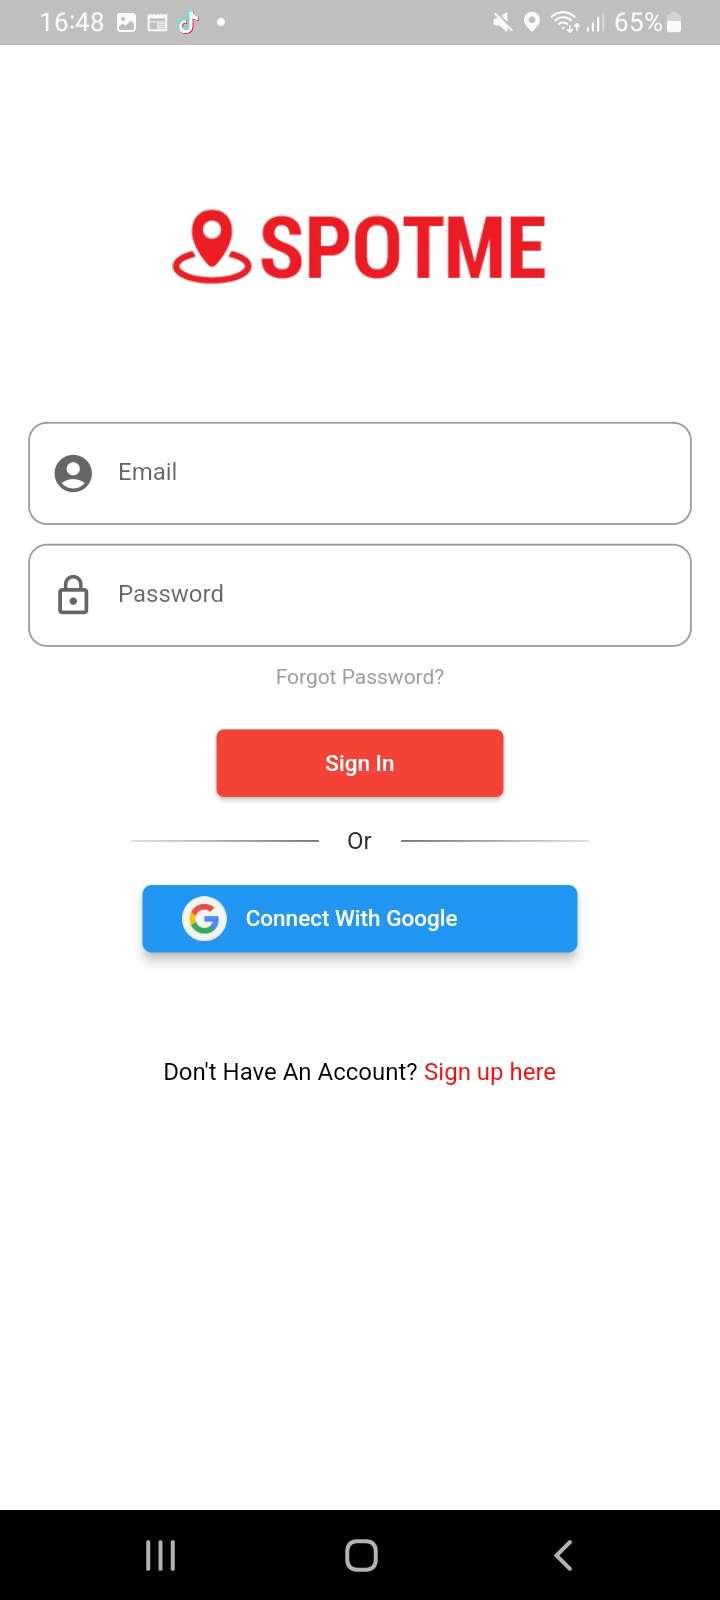 16:48 65%
SPOTME
Email
Password
Forgot Password?
Sign In
Or
Connect With Google
Don't Have An Account? Sign up here